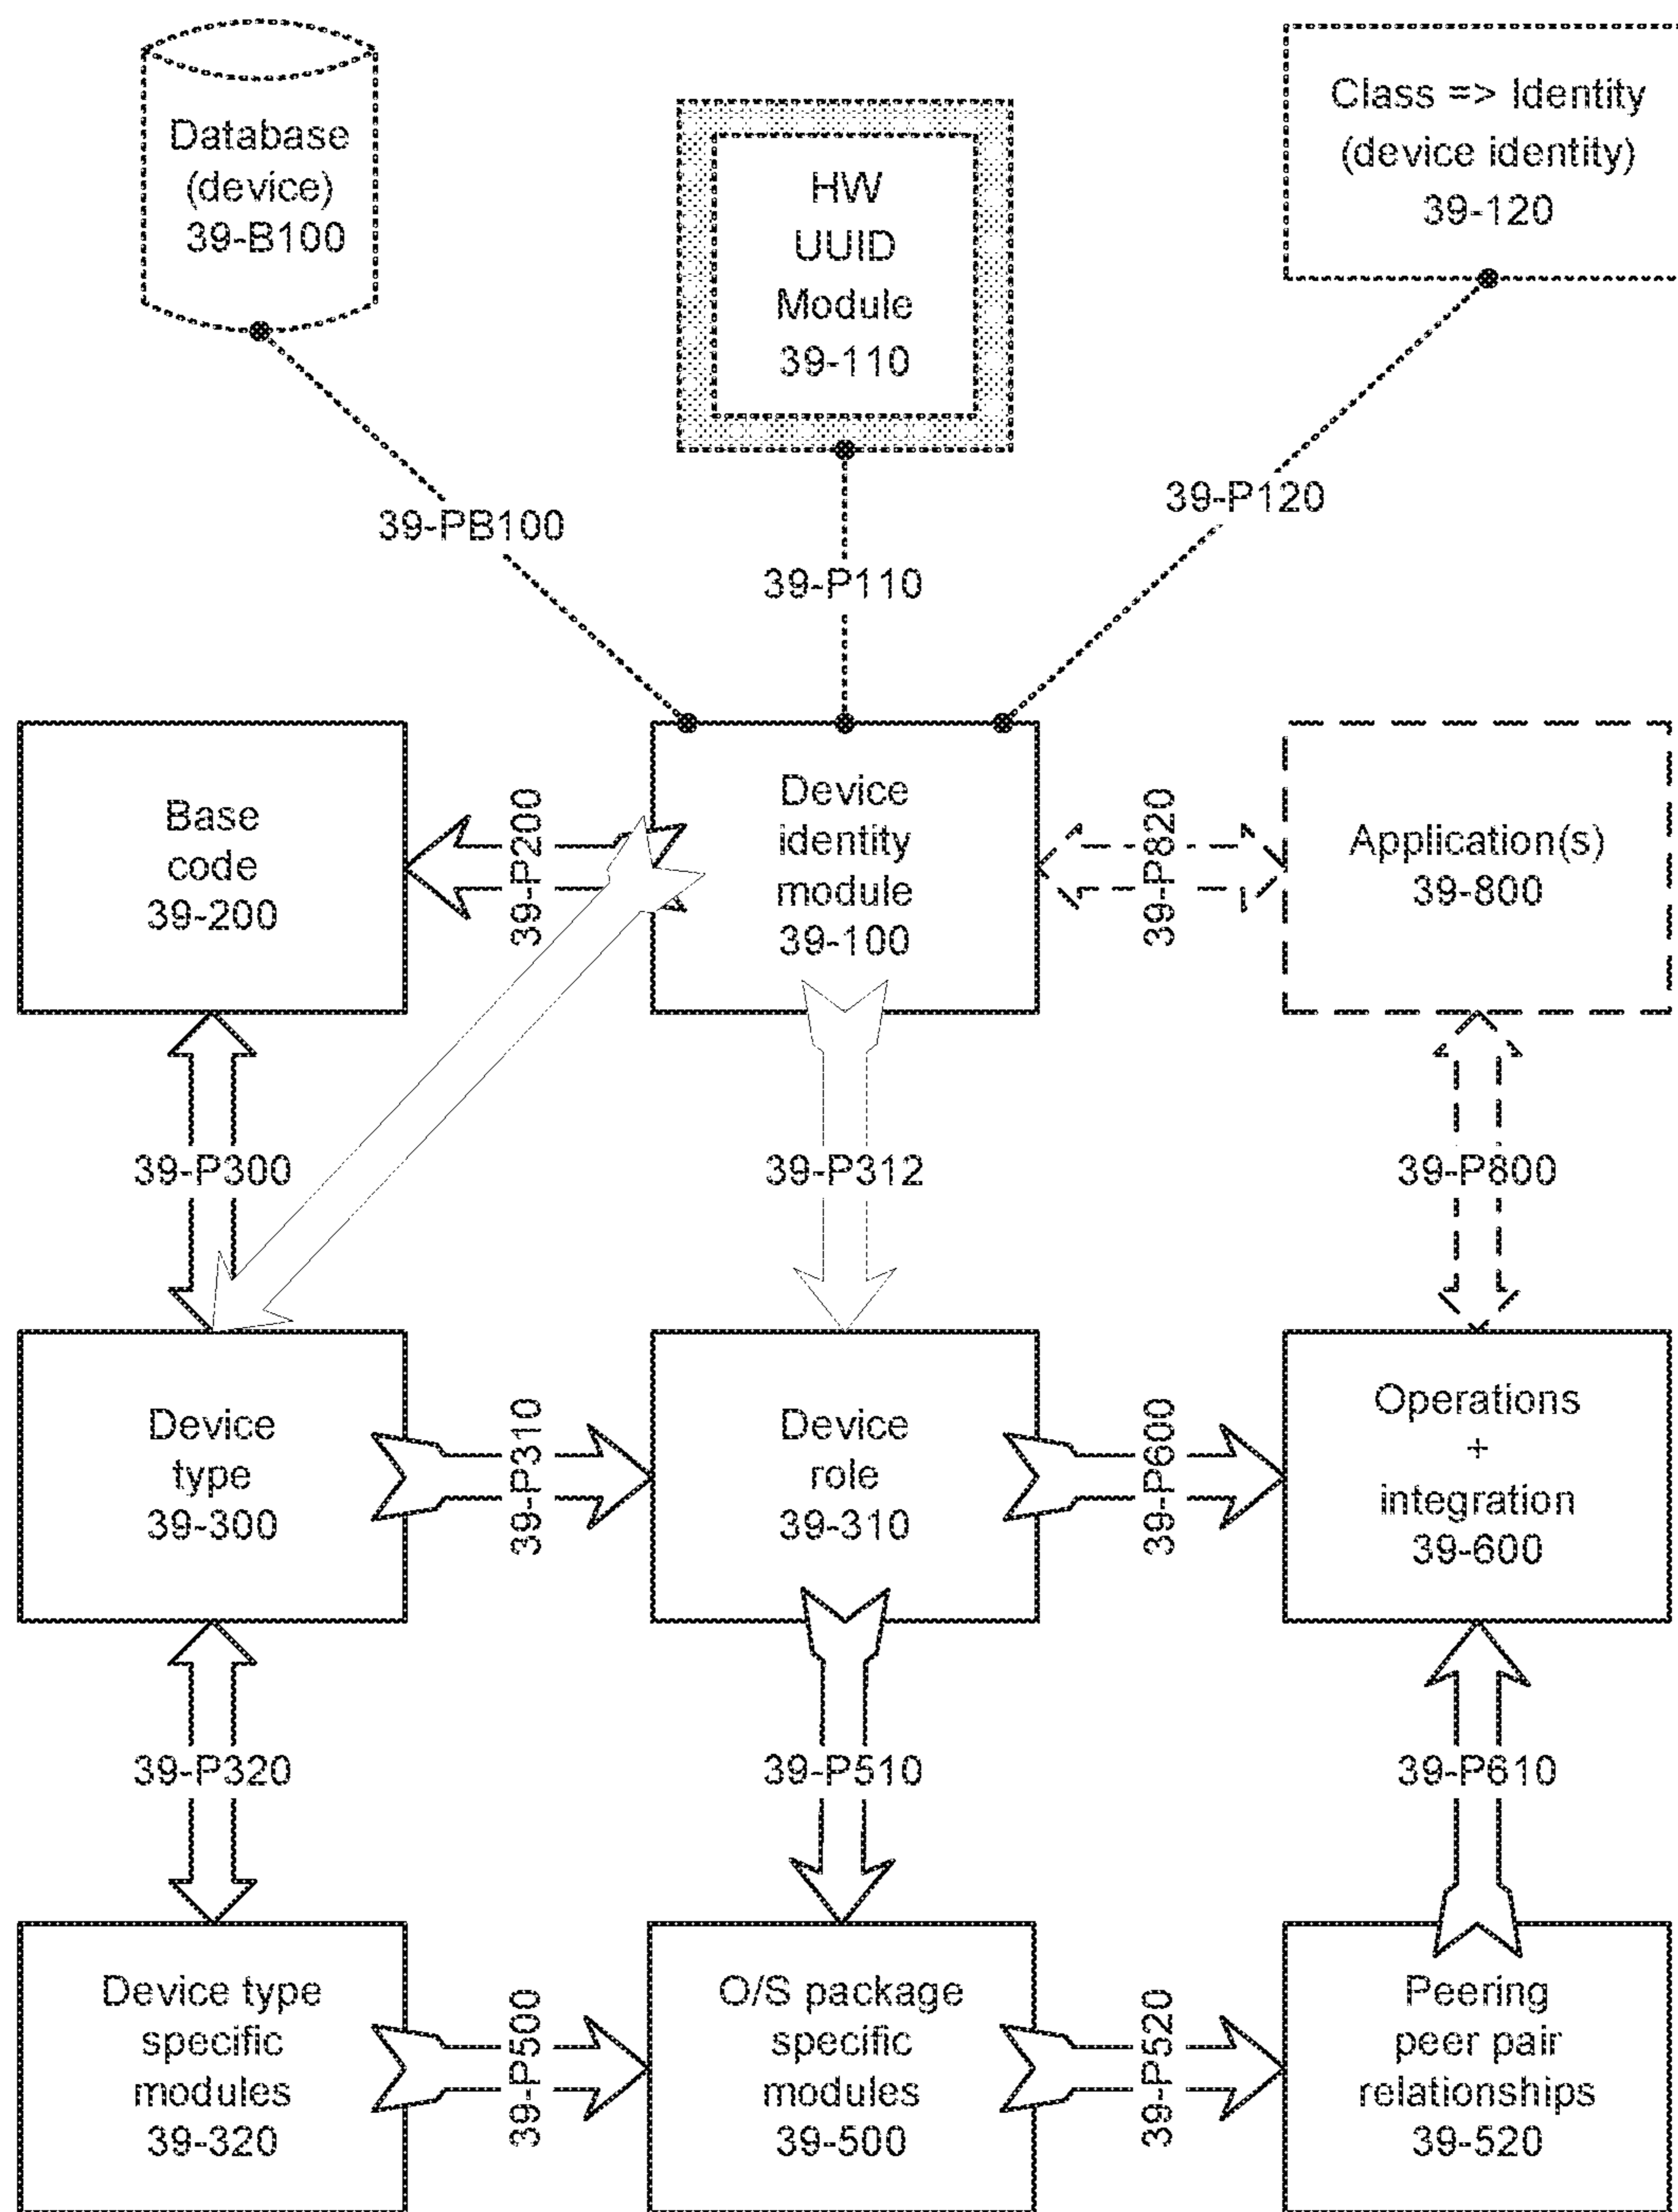 Database
(device)
39-B100
HW
UUID
Module
39-110
Class => Identity
(device identity)
39-120
39-PB100
39-P110
39-P120
Base
code
39-200
39-P200
Device
identity
module
39-100
39-P820
Application(s)
39-800
39-P300
39-P312
39-P800
Device
type
39-300
39-P310
Device
role
39-310
39-P600
Operations
+
integration
39-600
39-P320
39-P510
39-P610
Device type
specific
modules
39-320
39-P500
O/S package
specific
modules
39-500
39-P520
Peering
peer pair
relationships
39-520